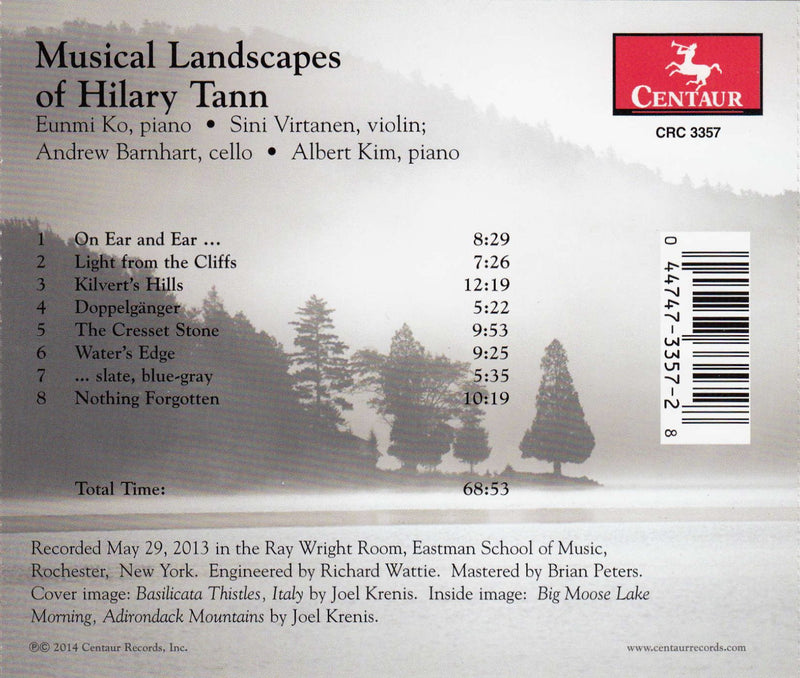 Musical Landscapes
of Hilary Tann
Eunmi Ko, piano • Sini Virtanen, violin;
Andrew Barnhart, cello • Albert Kim, piano
CENTAUR
CRC 3357
1 On Ear and Ear ... 8:29
2 Light from the Cliffs 7:26
3 Kilvert's Hills 12:19
4 Doppelgänger 5:22
5 The Cresset Stone 9:53
6 Water's Edge 9:25
7 ... slate, blue-gray 5:35
8 Nothing Forgotten 10:19
Total Time: 68:53
0 44747-3357-2 8
Recorded May 29, 2013 in the Ray Wright Room, Eastman School of Music,
Rochester, New York. Engineered by Richard Wattie. Mastered by Brian Peters.
Cover image: Basilicata Thistles, Italy by Joel Krenis. Inside image: Big Moose Lake
Morning, Adirondack Mountains by Joel Krenis.
℗© 2014 Centaur Records, Inc.
www.centaurrecords.com